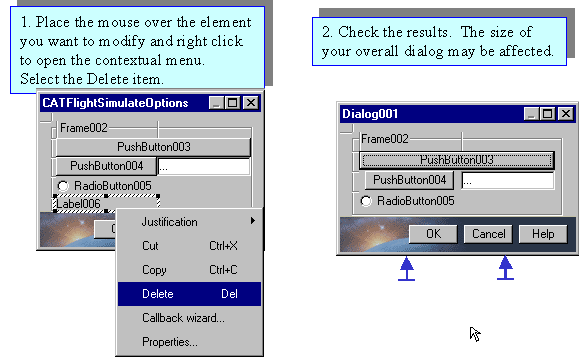 1. Place the mouse over the element
you want to modify and right click
to open the contextual menu.
Select the Delete item.
CATFlightSimulateOptions
Frame002
PushButton003
PushButton004
...
RadioButton005
Label006
Justification
Cut Ctrl+X
Copy Ctrl+C
Delete Del
Callback wizard...
Properties...
2. Check the results. The size of
your overall dialog may be affected.
Dialog001
Frame002
PushButton003
PushButton004
...
RadioButton005
OK Cancel Help